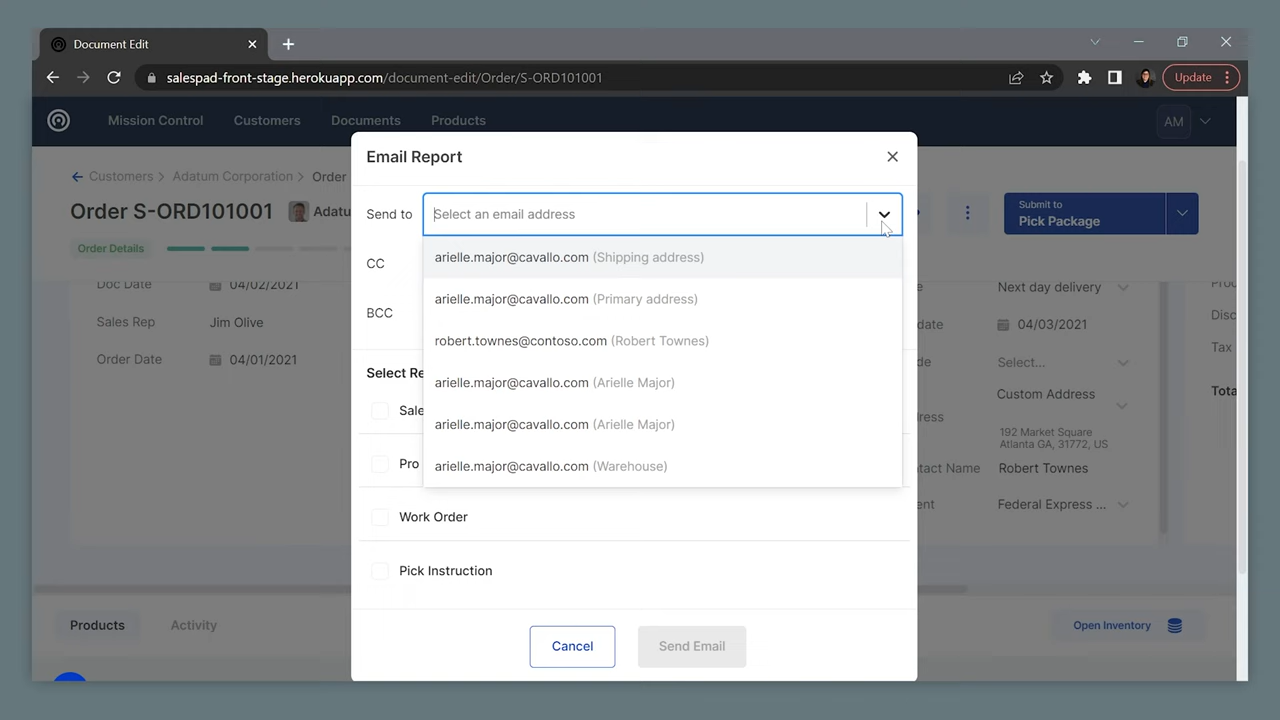 Document Edit
salespad-front-stage.herokuapp.com/document-edit/Order/S-ORD101001
Update
Mission Control
Customers
Documents
Products
AM
Email Report
Customers
Adatum Corporation
Order
Order S-ORD101001
Adatu
Submit to
Pick Package
Order Details
Send to
Select an email address
CC
BCC
arielle.major@cavallo.com (Shipping address)
arielle.major@cavallo.com (Primary address)
robert.townes@contoso.com (Robert Townes)
arielle.major@cavallo.com (Arielle Major)
arielle.major@cavallo.com (Arielle Major)
arielle.major@cavallo.com (Warehouse)
Select Re
Sale
Pro
Work Order
Pick Instruction
Cancel
Send Email
Doc Date
04/02/2021
Sales Rep
Jim Olive
Order Date
04/01/2021
Next day delivery
date
04/03/2021
Select...
Custom Address
ress
192 Market Square
Atlanta GA, 31772, US
tact Name
Robert Townes
ent
Federal Express ...
Disc
Tax
Tota
Products
Activity
Open Inventory